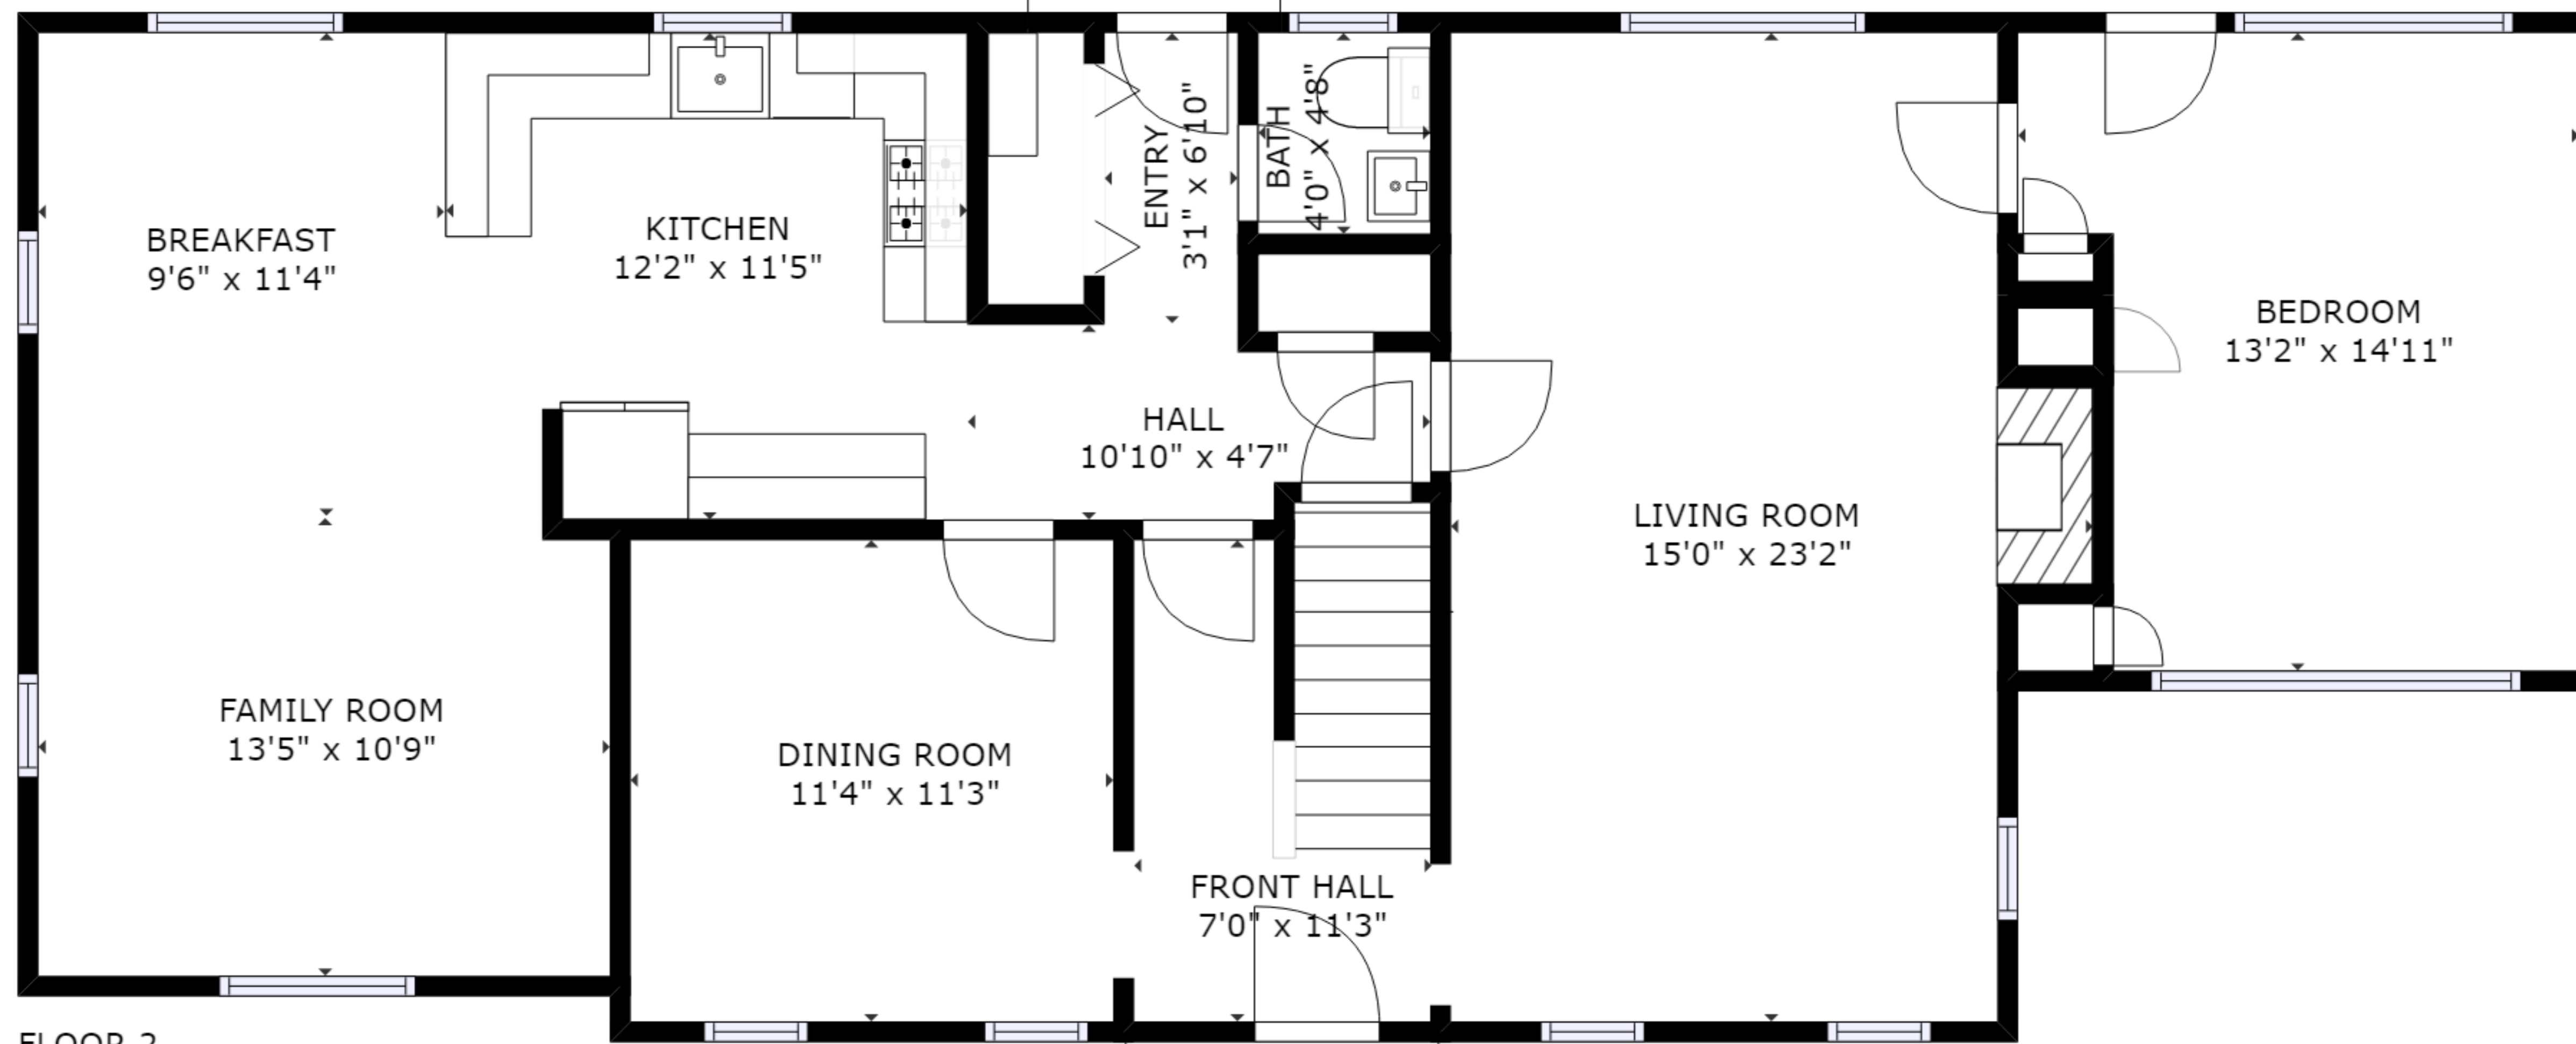 BREAKFAST
9'6" x 11'4"
KITCHEN
12'2" x 11'5"
ENTRY
3'1" x 6'10"
BATH
4'0" x 4'8"
HALL
10'10" x 4'7"
LIVING ROOM
15'0" x 23'2"
BEDROOM
13'2" x 14'11"
FAMILY ROOM
13'5" x 10'9"
DINING ROOM
11'4" x 11'3"
FRONT HALL
7'0" x 11'3"
FLOOR 2